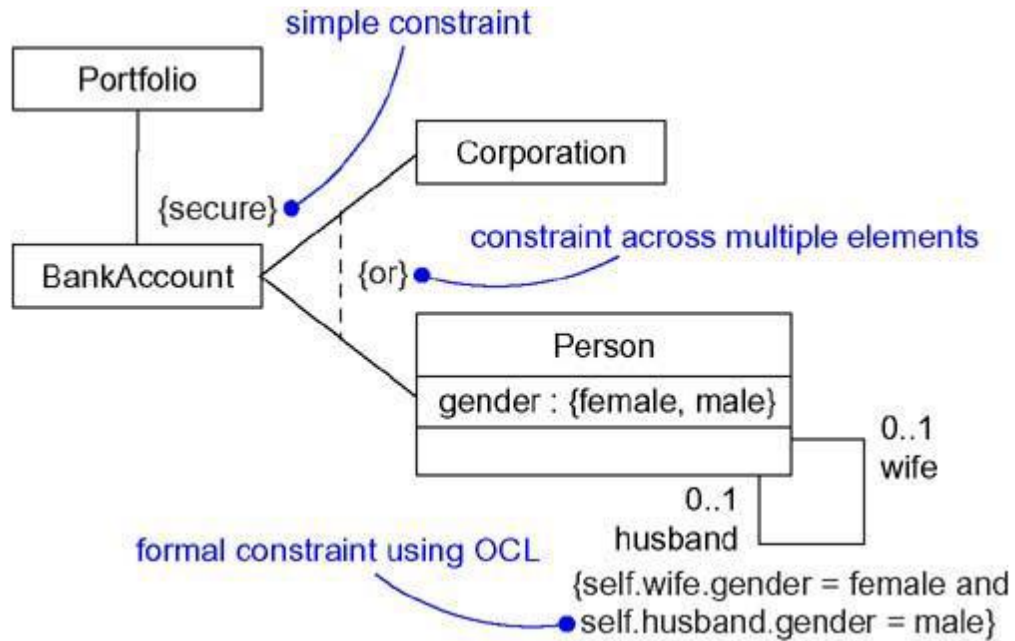 simple constraint
Portfolio
Corporation
{secure}
constraint across multiple elements
BankAccount
{or}
Person
gender : {female, male}
0..1
wife
0..1
husband
formal constraint using OCL
{self.wife.gender = female and
self.husband.gender = male}